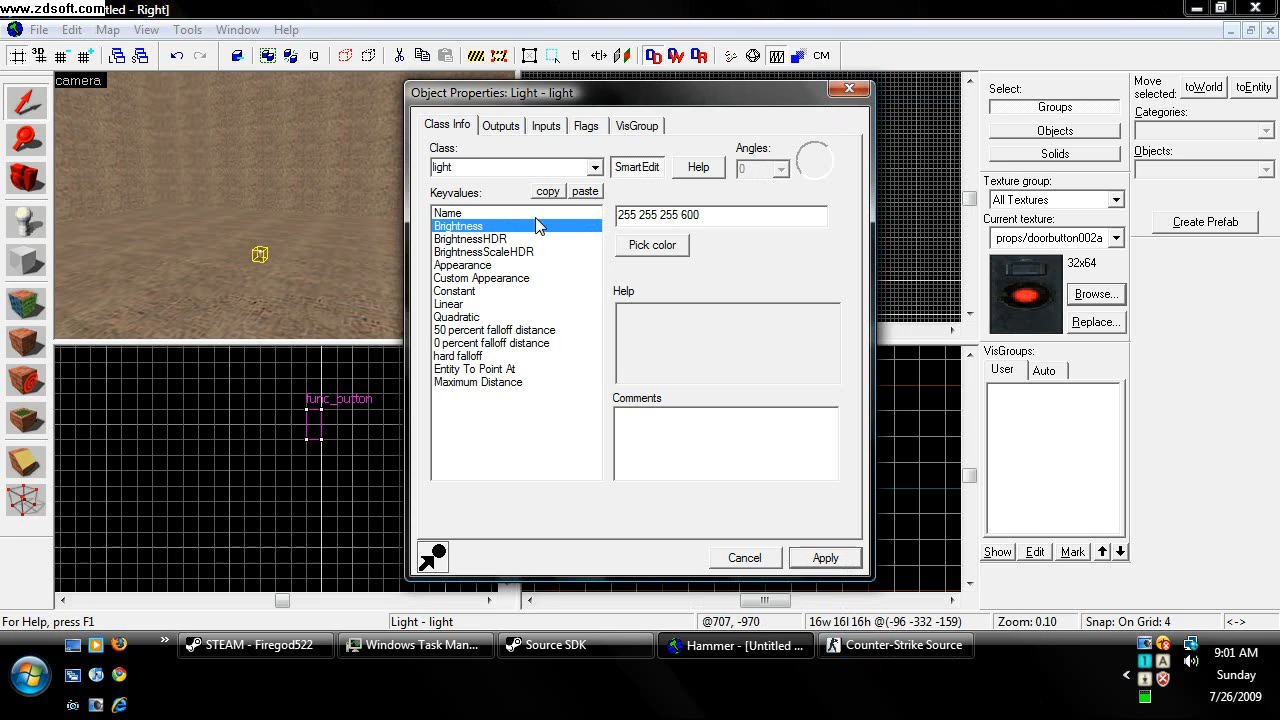 www.zdsoft.com
ntitled - Right]
File Edit Map View Tools Window Help
3D ig tl CM
camera
Object Properties: Light - light
Class Info Outputs Inputs Flags VisGroup
Class:
light
SmartEdit
Help
Angles:
0
Keyvalues:
copy
paste
Name
Brightness
BrightnessHDR
BrightnessScaleHDR
Appearance
Custom Appearance
Constant
Linear
Quadratic
50 percent falloff distance
0 percent falloff distance
hard falloff
Entity To Point At
Maximum Distance
255 255 255 600
Pick color
Help
Comments
Cancel
Apply
func_button
Select:
Groups
Objects
Solids
Texture group:
All Textures
Current texture:
props/doorbutton002a
32x64
Browse...
Replace...
VisGroups:
User Auto
Show Edit Mark
Move selected:
toWorld
toEntity
Categories:
Objects:
Create Prefab
For Help, press F1
Light - light
@707, -970
16w 16l 16h @(-96 -332 -159)
Zoom: 0.10
Snap: On Grid: 4
<->
STEAM - Firegod522
Windows Task Man...
Source SDK
Hammer - [Untitled ...
Counter-Strike Source
9:01 AM
Sunday
7/26/2009